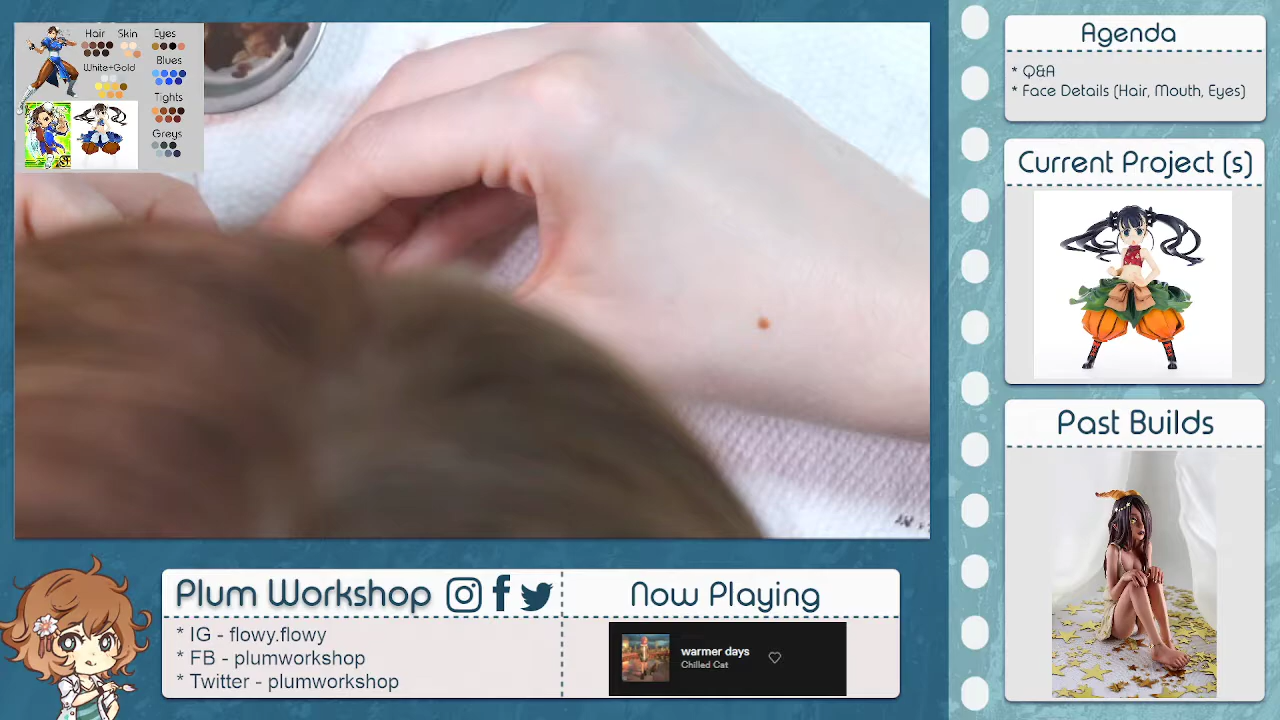 Hair Skin Eyes
White+Gold
Blues
Tights
Greys
Agenda
* Q&A
* Face Details (Hair, Mouth, Eyes)
Current Project (s)
Past Builds
Plum Workshop
* IG - flowy.flowy
* FB - plumworkshop
* Twitter - plumworkshop
Now Playing
warmer days
Chilled Cat